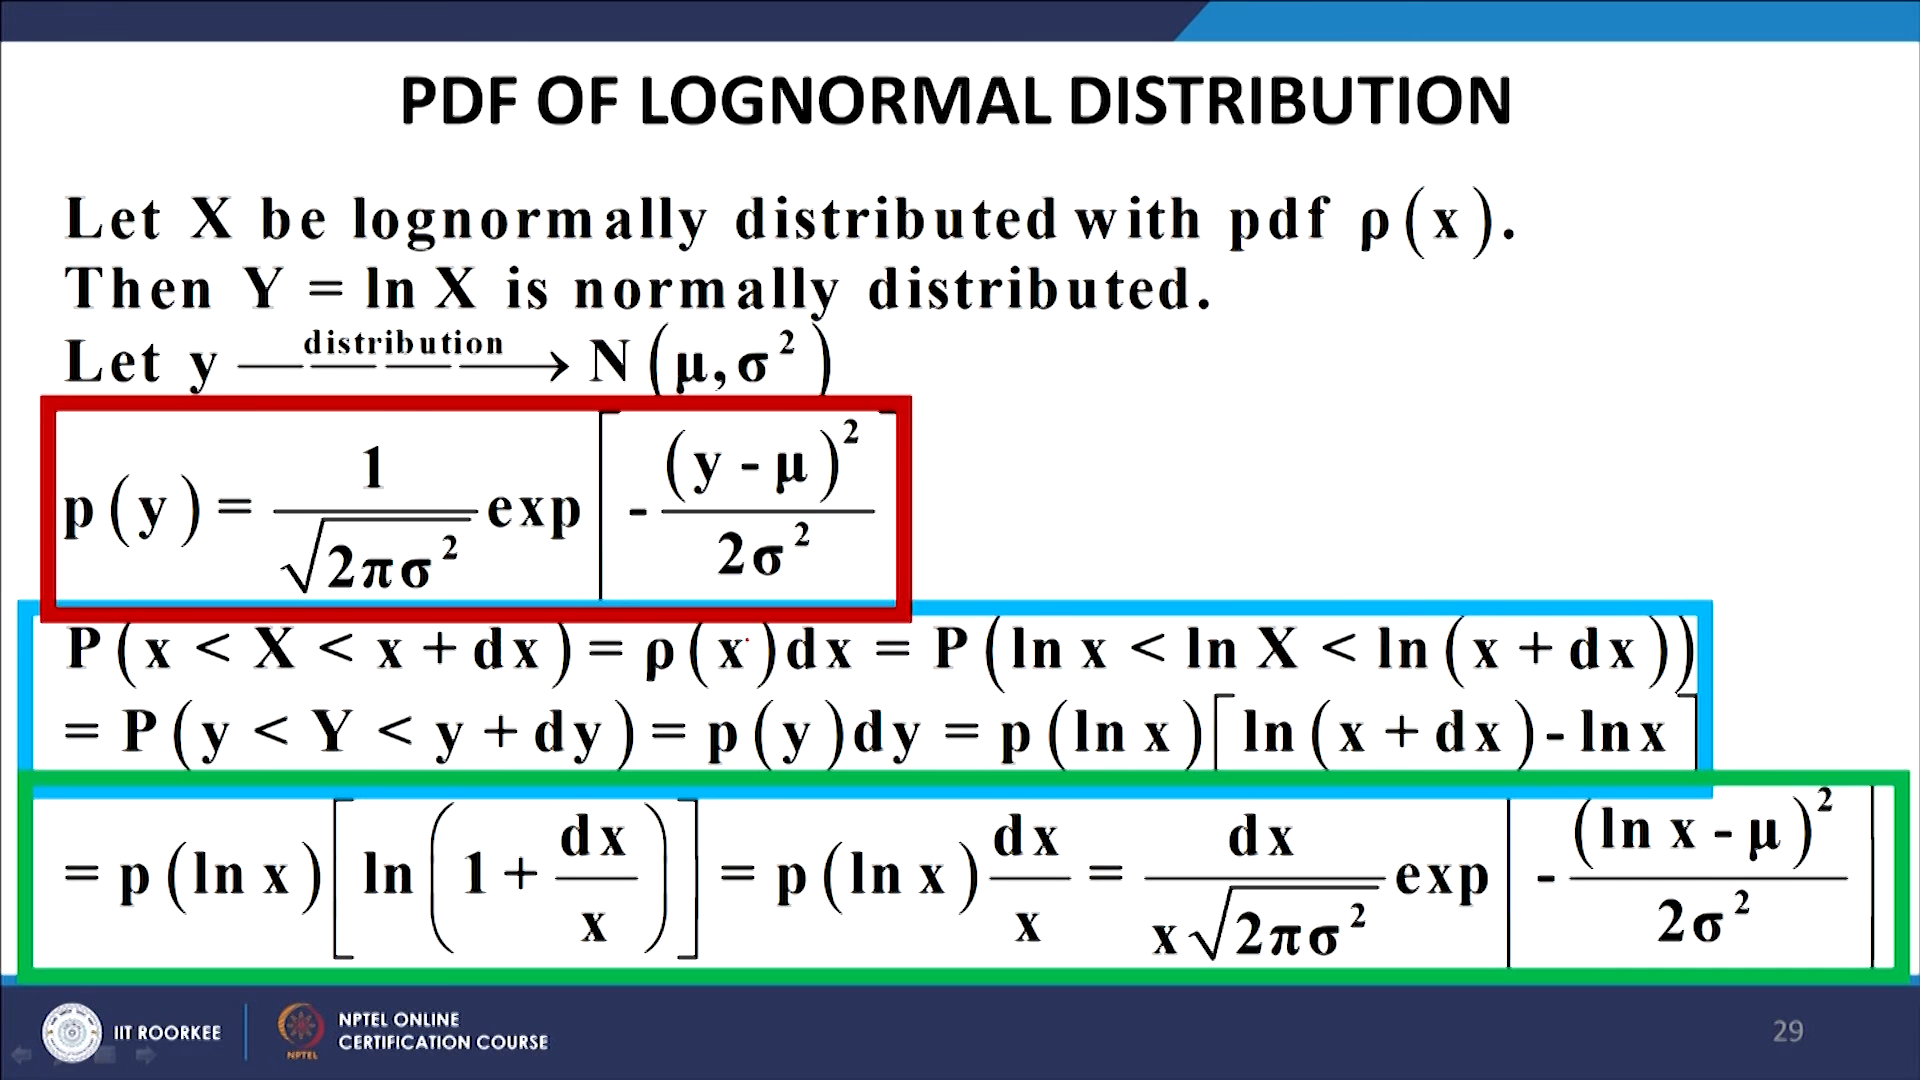 PDF OF LOGNORMAL DISTRIBUTION
Let X be lognormally distributed with pdf ρ(x).
Then Y = ln X is normally distributed.
Let y —distribution→ N(μ,σ²)
p(y) = 1/√(2πσ²) exp[-(y-μ)²/2σ²
P(x < X < x + dx) = ρ(x)dx = P(ln x < ln X < ln(x + dx))
= P(y < Y < y + dy) = p(y)dy = p(ln x)[ln(x + dx) - ln x]
= p(ln x)[ln(1 + dx/x)] = p(ln x) dx/x = dx/(x√(2πσ²)) exp[-(ln x - μ)²/2σ²]
IIT ROORKEE
NPTEL
NPTEL ONLINE
CERTIFICATION COURSE
29